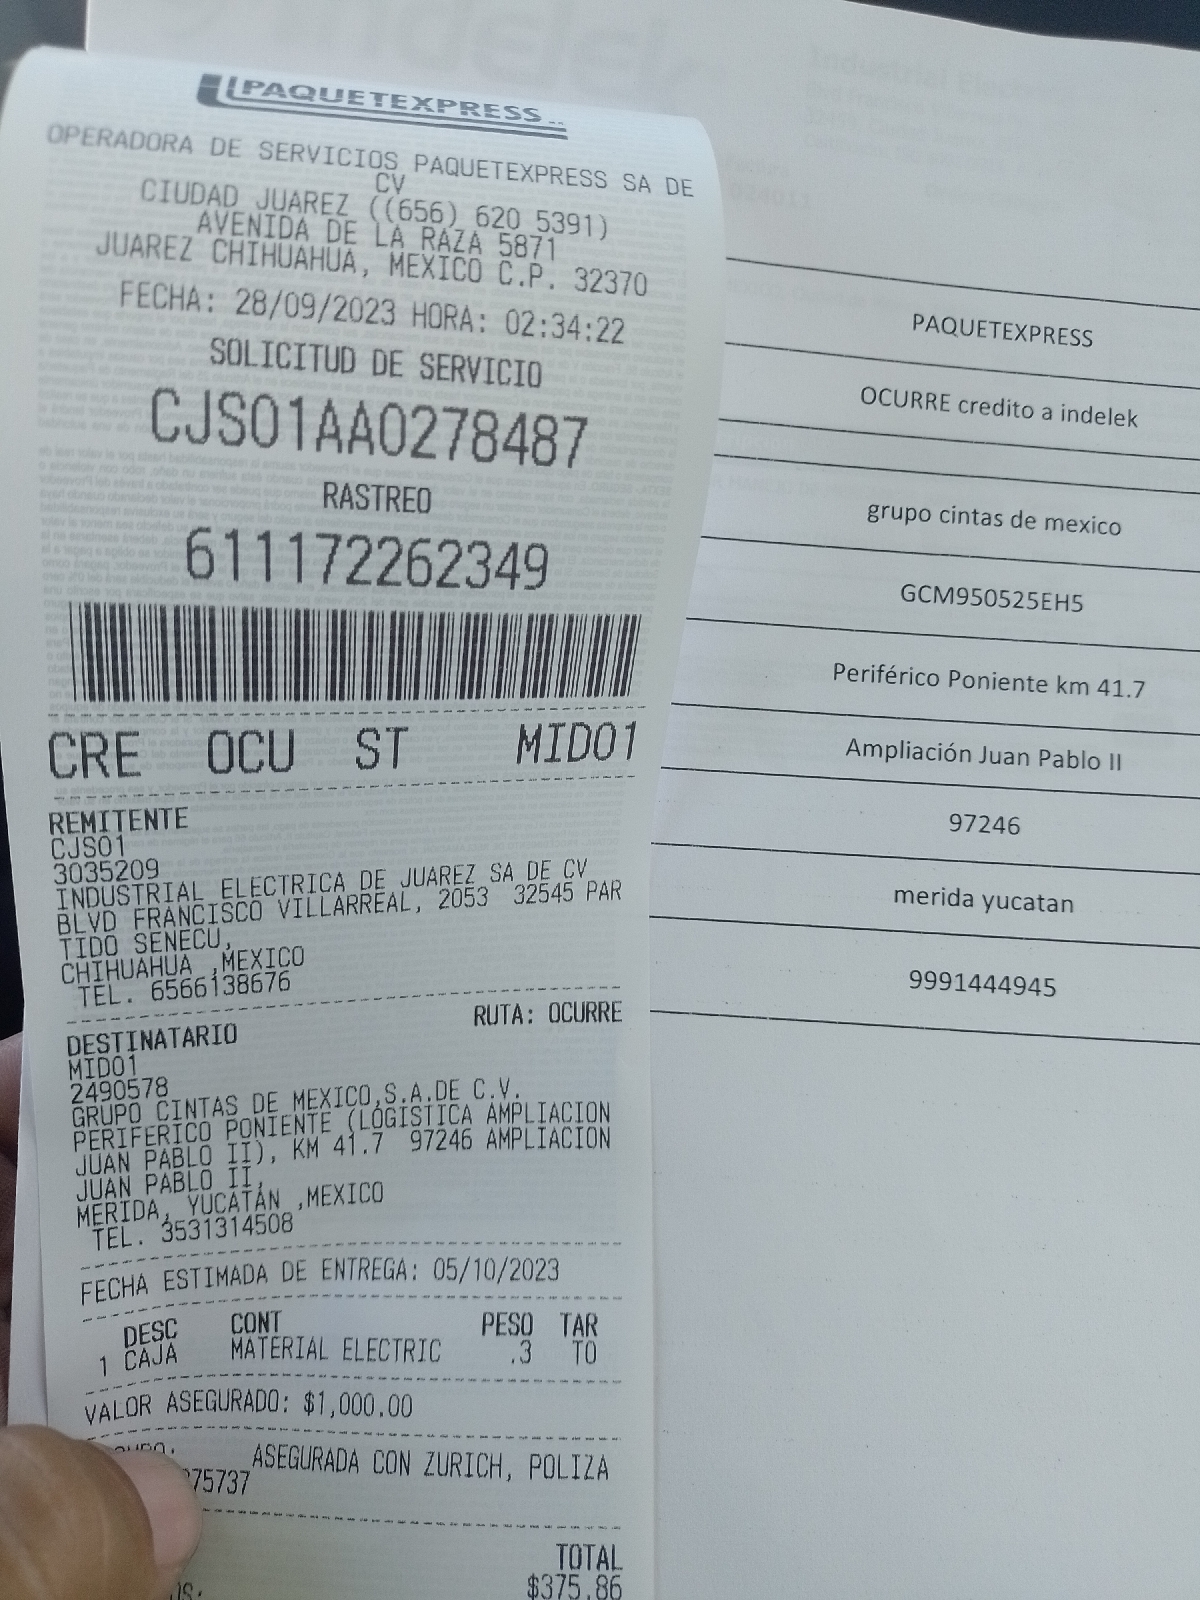 PAQUETEXPRESS
OPERADORA DE SERVICIOS PAQUETEXPRESS SA DE
CV
CIUDAD JUAREZ ((656) 620 5391)
AVENIDA DE LA RAZA 5871
JUAREZ CHIHUAHUA, MEXICO C.P. 32370
FECHA: 28/09/2023 HORA: 02:34:22
SOLICITUD DE SERVICIO
CJS01AA0278487
RASTREO
611172262349
CRE OCU ST MID01
REMITENTE
CJS01
3035209
INDUSTRIAL ELECTRICA DE JUAREZ SA DE CV
BLVD FRANCISCO VILLARREAL, 2053 32545 PAR
TIDO SENECU,
CHIHUAHUA ,MEXICO
TEL. 6566138676
RUTA: OCURRE
DESTINATARIO
MID01
2490578
GRUPO CINTAS DE MEXICO,S.A.DE C.V.
PERIFERICO PONIENTE (LOGISTICA AMPLIACION
JUAN PABLO II), KM 41.7 97246 AMPLIACION
JUAN PABLO II,
MERIDA, YUCATAN ,MEXICO
TEL. 3531314508
FECHA ESTIMADA DE ENTREGA: 05/10/2023
DESC CONT PESO TAR
1 CAJA MATERIAL ELECTRIC .3 T0
VALOR ASEGURADO: $1,000.00
ASEGURADA CON ZURICH, POLIZA
75737
TOTAL
$375.86
PAQUETEXPRESS
OCURRE credito a indelek
grupo cintas de mexico
GCM950525EH5
Periférico Poniente km 41.7
Ampliación Juan Pablo II
97246
merida yucatan
9991444945